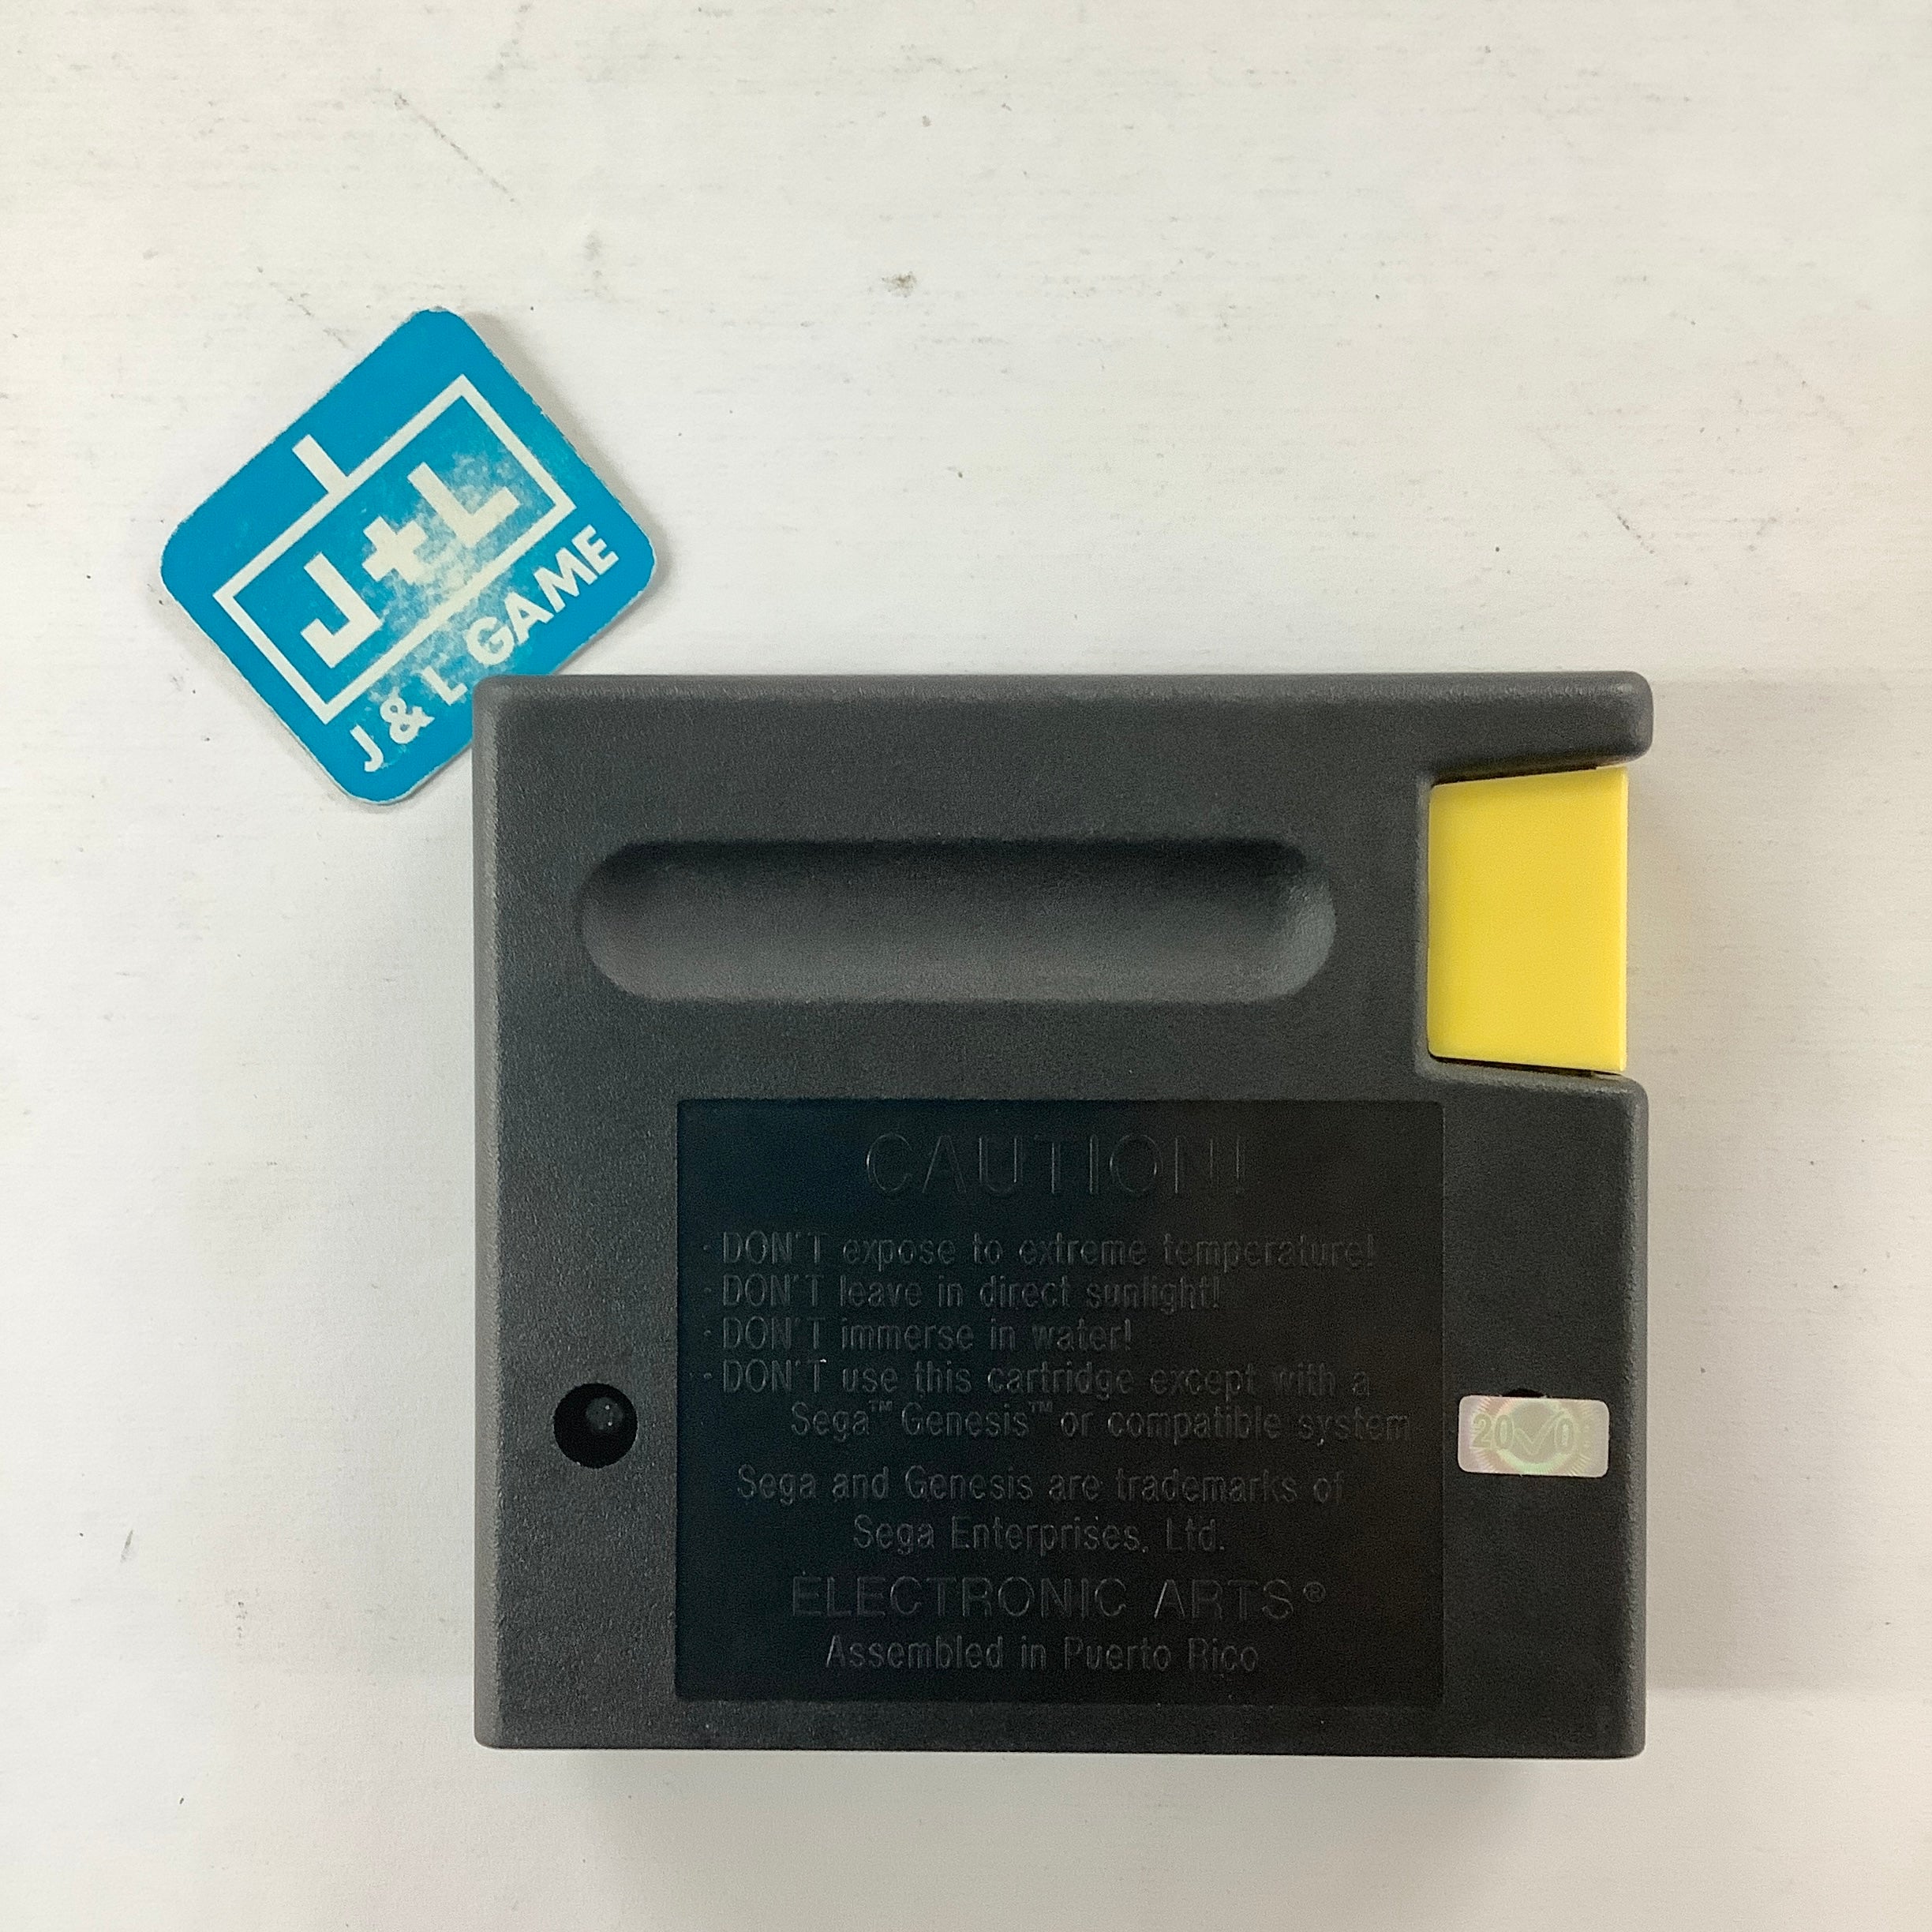 J+L
J & L GAME
CAUTION!
· DON'T expose to extreme temperature!
· DON'T leave in direct sunlight!
· DON'T immerse in water!
· DON'T use this cartridge except with a
Sega™ Genesis™ or compatible system
Sega and Genesis are trademarks of
Sega Enterprises, Ltd.
ELECTRONIC ARTS®
Assembled in Puerto Rico